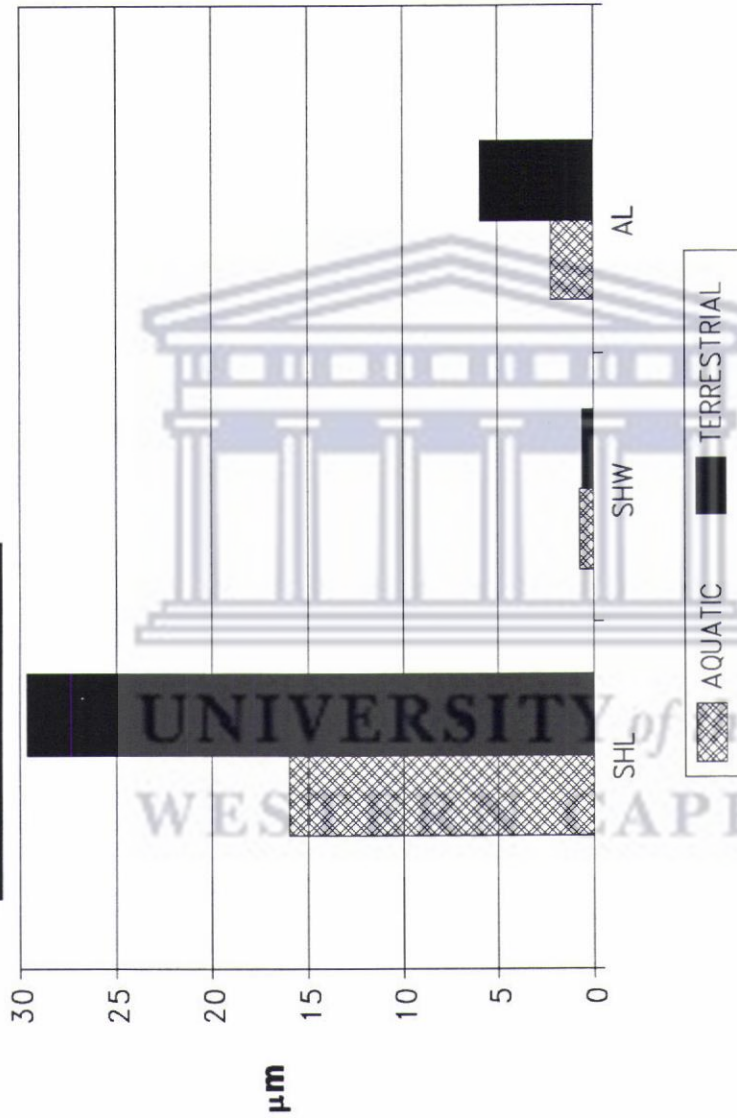 30
25
20
15
10
5
0
µm
SHL
SHW
AL
AQUATIC TERRESTRIAL
UNIVERSITY of
WESTERN CAPE